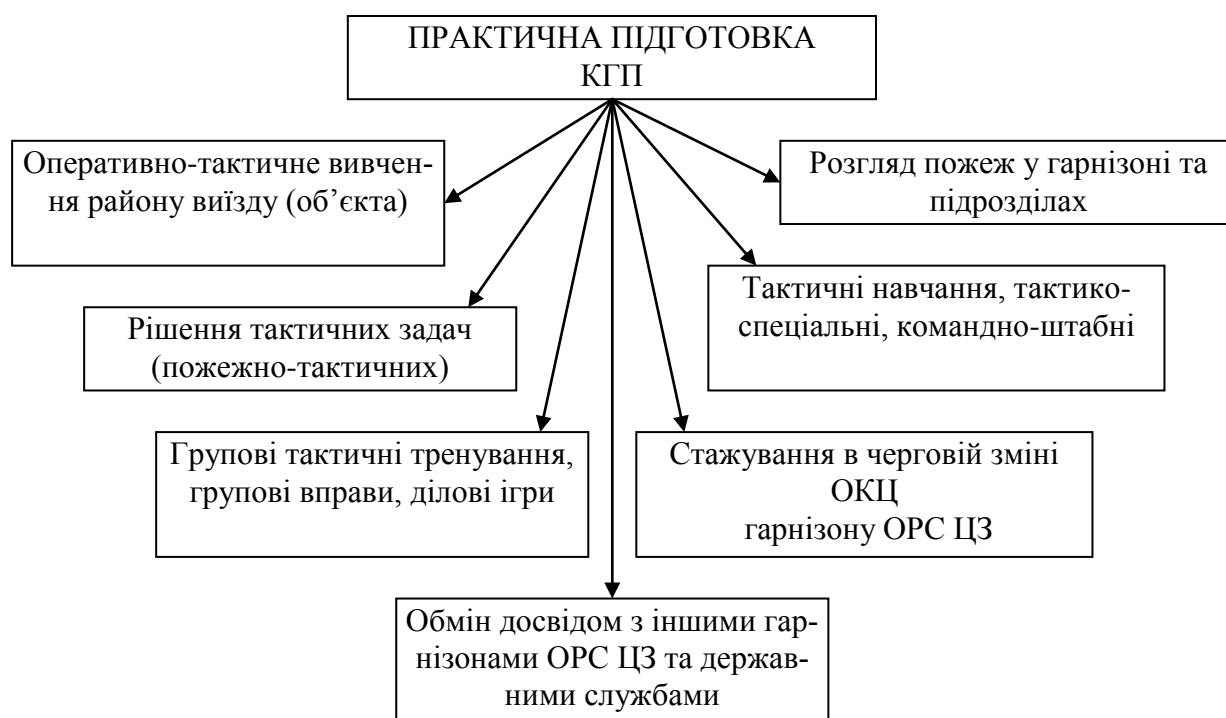 ПРАКТИЧНА ПІДГОТОВКА
КГП
Оперативно-тактичне вивчен-
ня району виїзду (об’єкта)
Розгляд пожеж у гарнізоні та
підрозділах
Рішення тактичних задач
(пожежно-тактичних)
Тактичні навчання, тактико-
спеціальні, командно-штабні
Групові тактичні тренування,
групові вправи, ділові ігри
Стажування в черговій зміні
ОКЦ
гарнізону ОРС ЦЗ
Обмін досвідом з іншими гар-
нізонами ОРС ЦЗ та держав-
ними службами